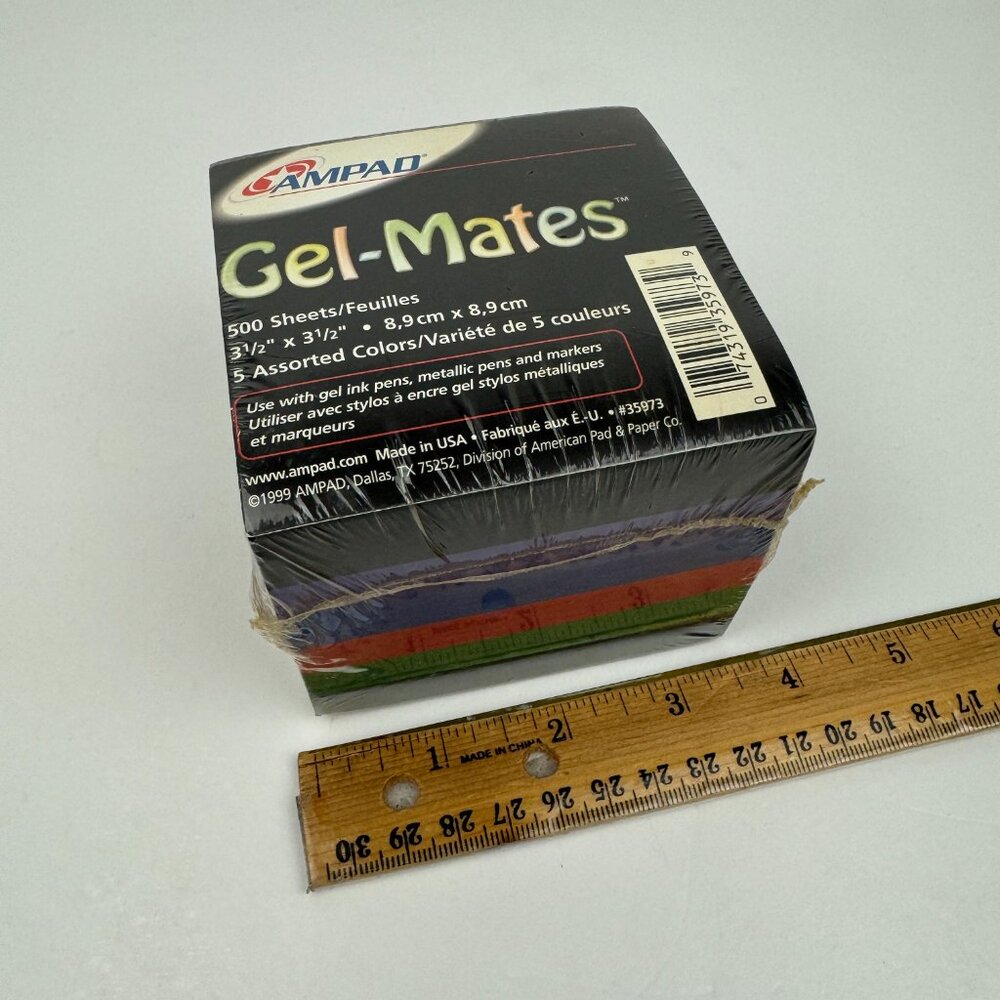 AMPAD®
Gel-Mates™
500 Sheets/Feuilles
3 1/2" x 3 1/2" • 8,9 cm x 8,9 cm
5 Assorted Colors/Variété de 5 couleurs
Use with gel ink pens, metallic pens and markers
Utiliser avec stylos à encre gel stylos métalliques
et marqueurs
www.ampad.com Made in USA • Fabriqué aux É.-U. • #35973
©1999 AMPAD, Dallas, TX 75252, Division of American Pad & Paper Co.
0 74319 35973 9
1 MADE IN CHINA 2 3 4 5 6
30 29 28 27 26 25 24 23 22 21 20 19 18 17 16